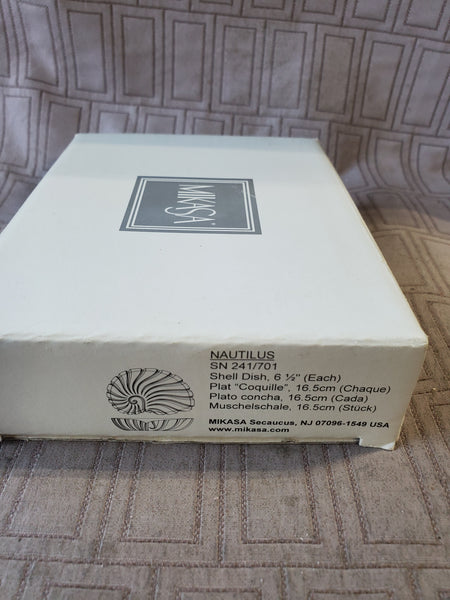 MIKASA®
NAUTILUS
SN 241/701
Shell Dish, 6 ½" (Each)
Plat "Coquille", 16.5cm (Chaque)
Plato concha, 16.5cm (Cada)
Muschelschale, 16.5cm (Stück)
MIKASA Secaucus, NJ 07096-1549 USA
www.mikasa.com